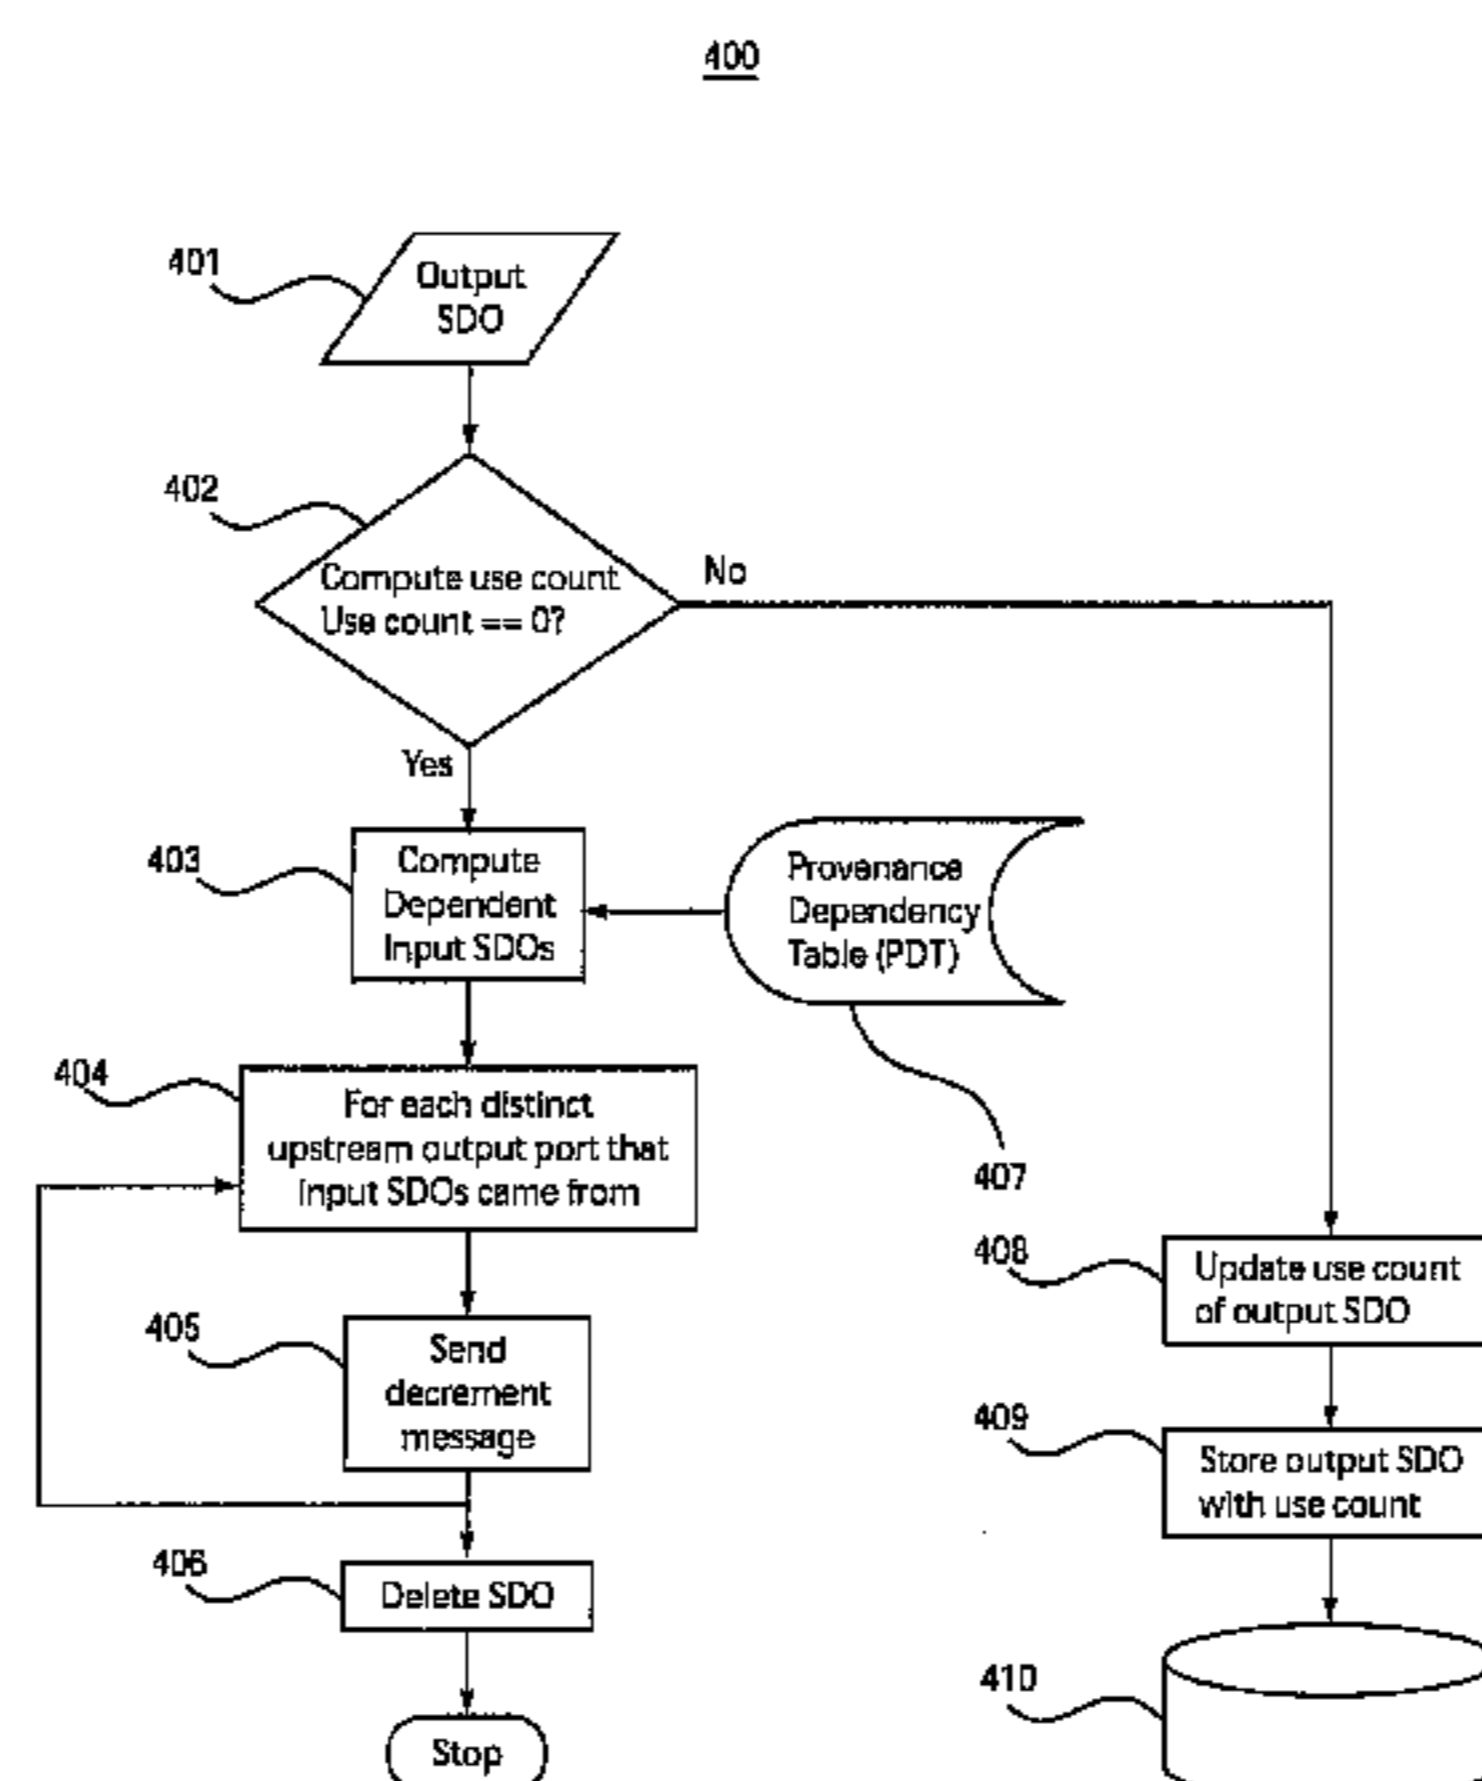 400
401
Output
SDO
402
Compute use count
Use count == 0?
No
Yes
403
Compute
Dependent
Input SDOs
Provenance
Dependency
Table (PDT)
407
404
For each distinct
upstream output port that
input SDOs came from
405
Send
decrement
message
406
Delete SDO
Stop
408
Update use count
of output SDO
409
Store output SDO
with use count
410